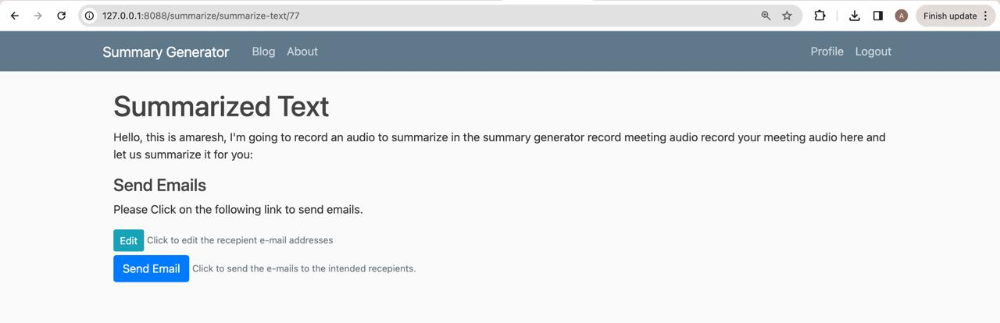 127.0.0.1:8088/summarize/summarize-text/77
A
Finish update
Summary Generator Blog About Profile Logout
Summarized Text
Hello, this is amaresh, I'm going to record an audio to summarize in the summary generator record meeting audio record your meeting audio here and
let us summarize it for you:
Send Emails
Please Click on the following link to send emails.
Edit Click to edit the recepient e-mail addresses
Send Email Click to send the e-mails to the intended recepients.